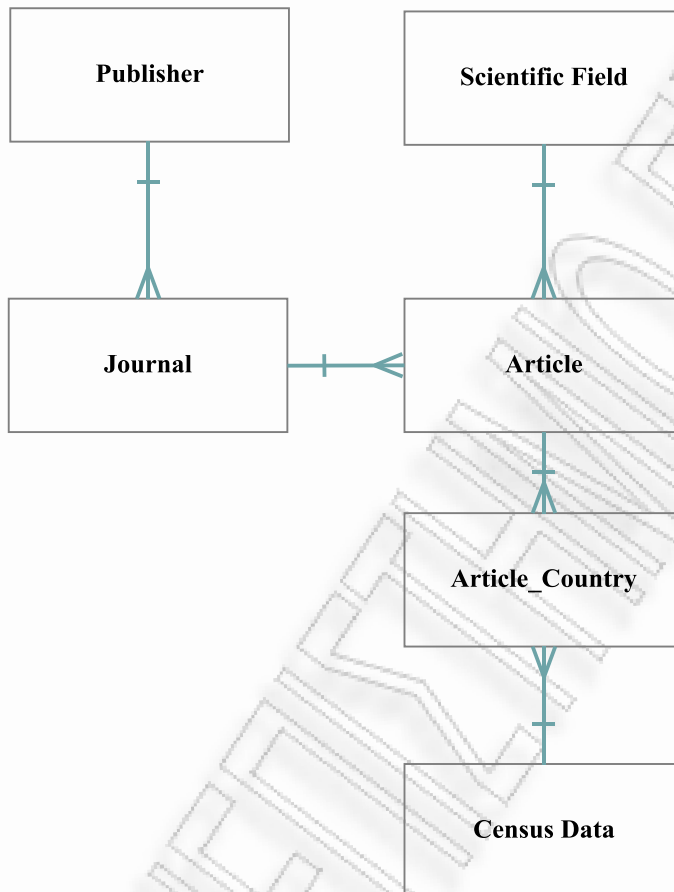 Publisher
Scientific Field
Journal
Article
Article_Country
Census Data